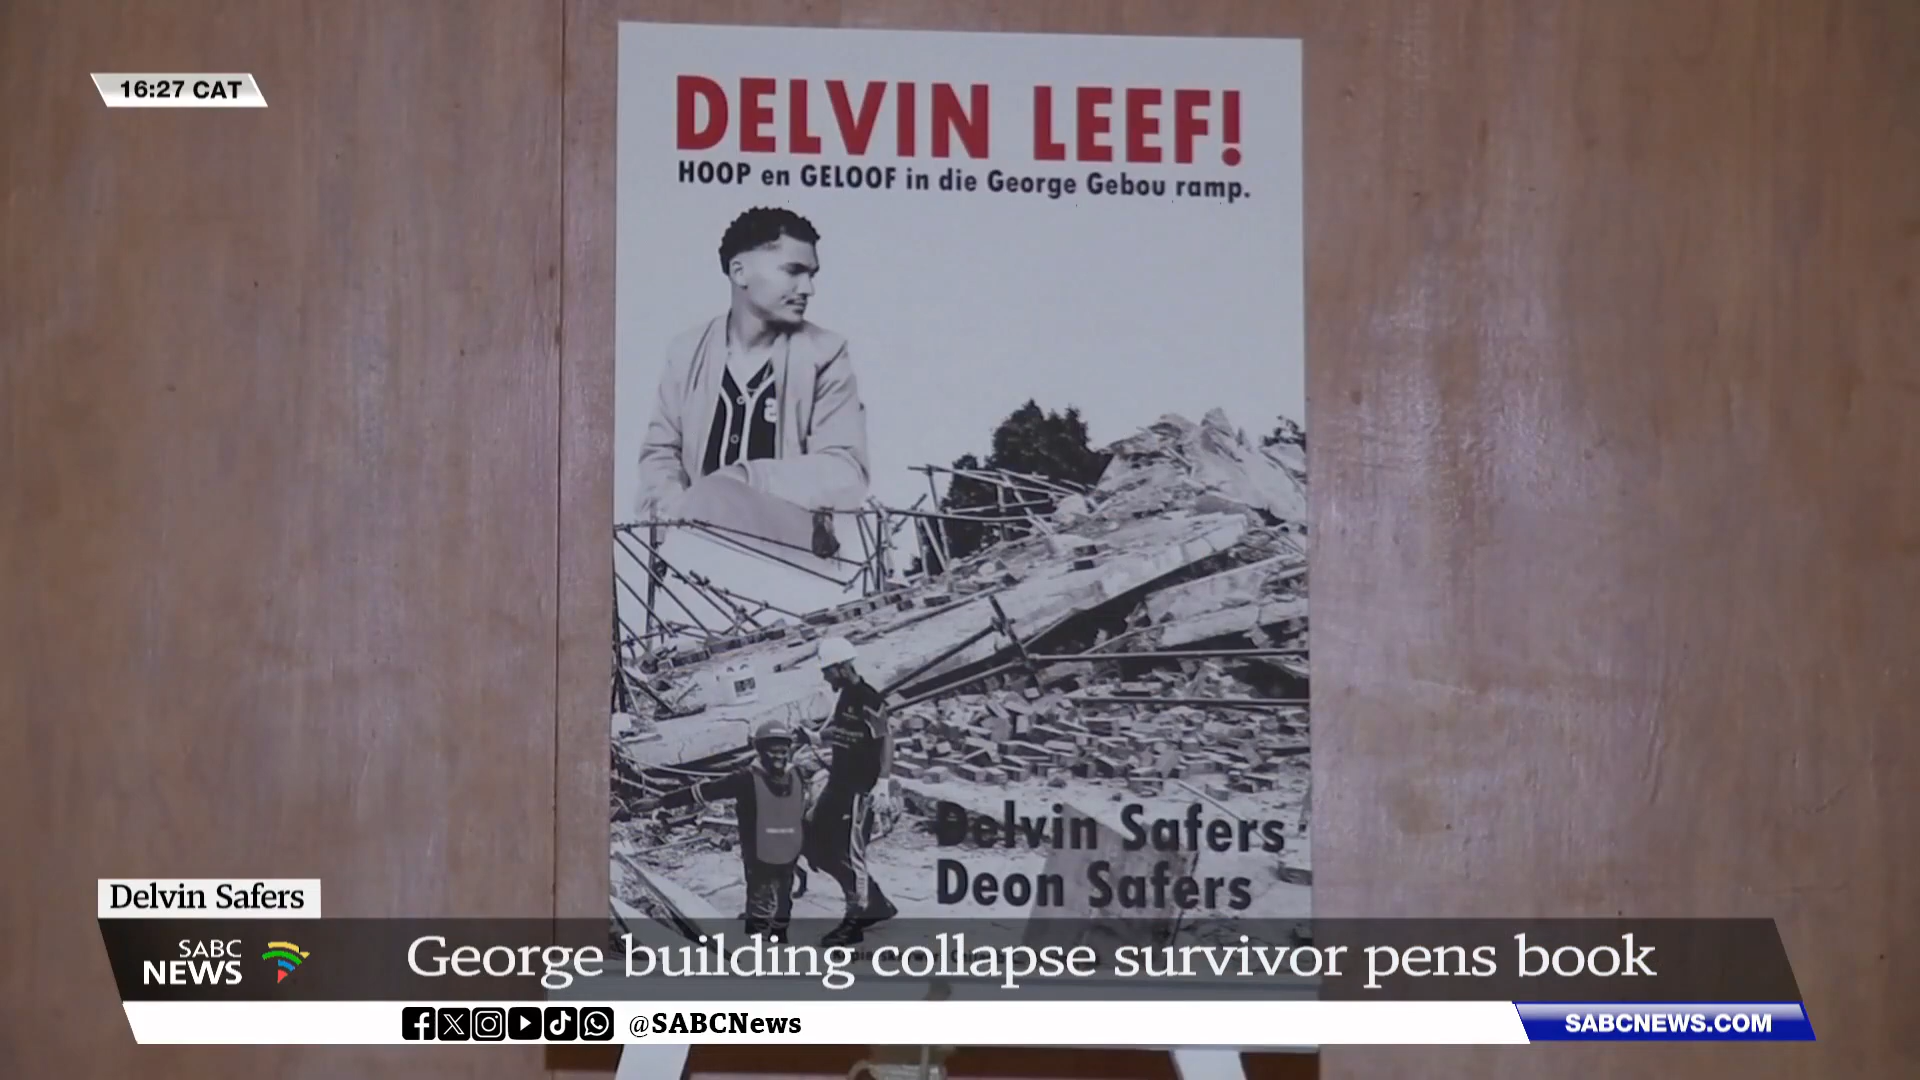 16:27 CAT
DELVIN LEEF!
HOOP en GELOOF in die George Gebou ramp.
Delvin Safers
Deon Safers
Delvin Safers
SABC
NEWS
George building collapse survivor pens book
@SABCNews
SABCNEWS.COM